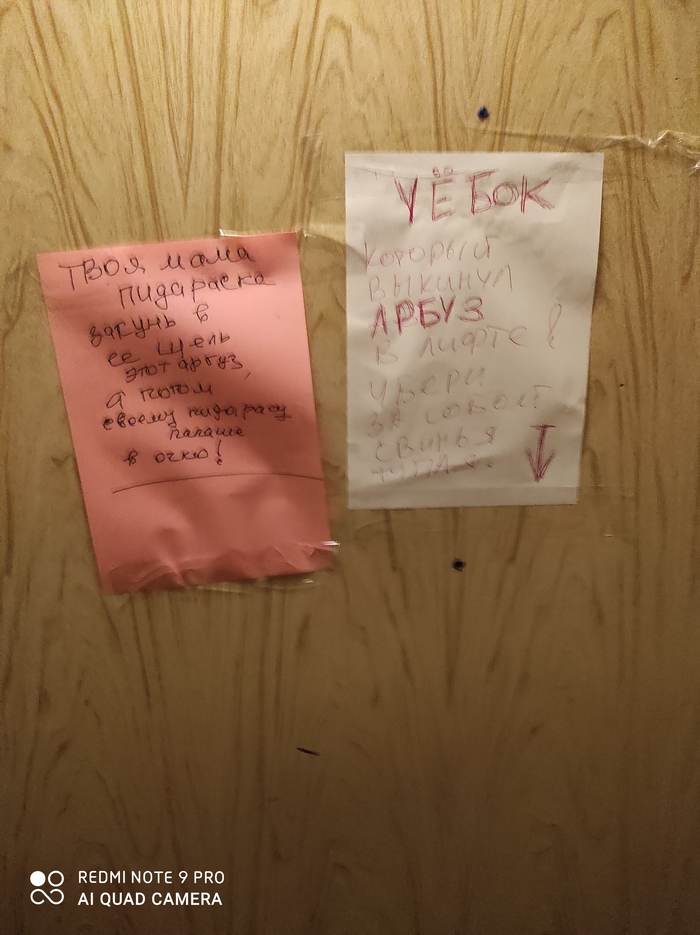 УЁБОК
который
выкинул
АРБУЗ
в лифте!
убери
за собой
свинья
тупая.
Твоя мама
пидараска
закунь в
ее щель
этот арбуз,
а потом
своему пидарасу
папаше
в очко!
REDMI NOTE 9 PRO
AI QUAD CAMERA